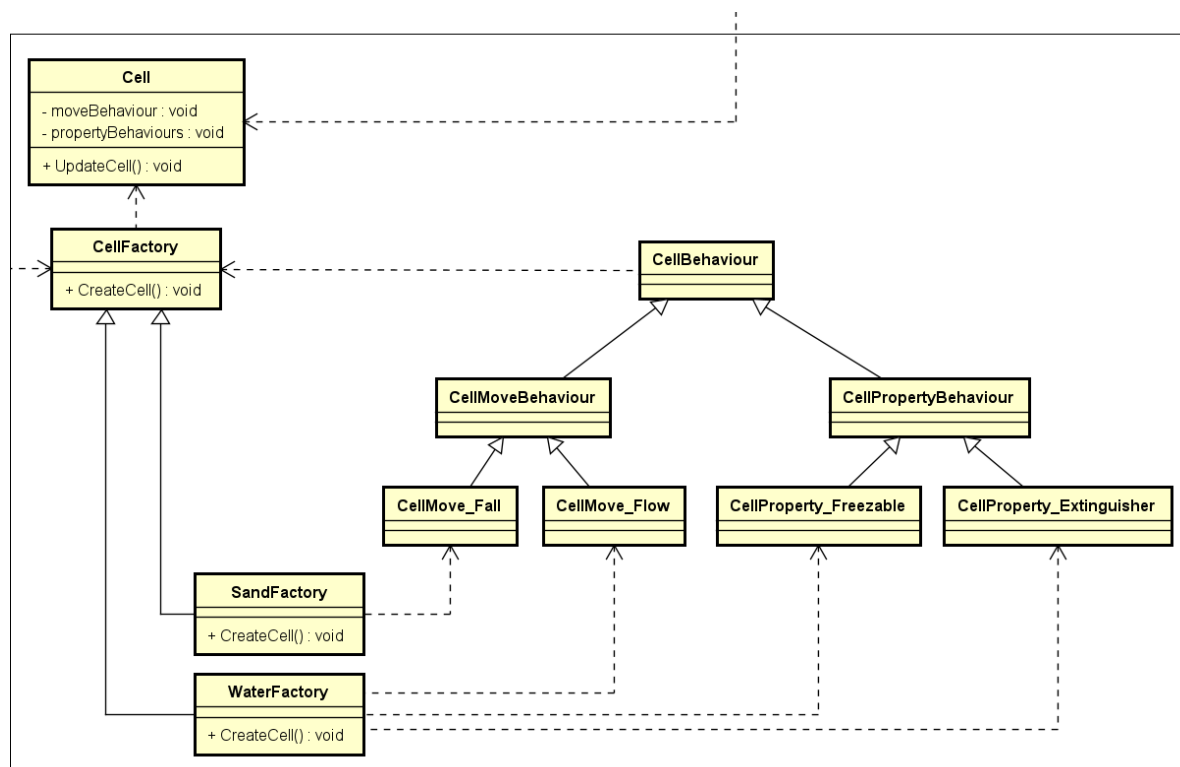 Cell
- moveBehaviour : void
- propertyBehaviours : void
+ UpdateCell() : void
CellFactory
+ CreateCell() : void
CellBehaviour
CellMoveBehaviour
CellPropertyBehaviour
CellMove_Fall
CellMove_Flow
CellProperty_Freezable
CellProperty_Extinguisher
SandFactory
+ CreateCell() : void
WaterFactory
+ CreateCell() : void